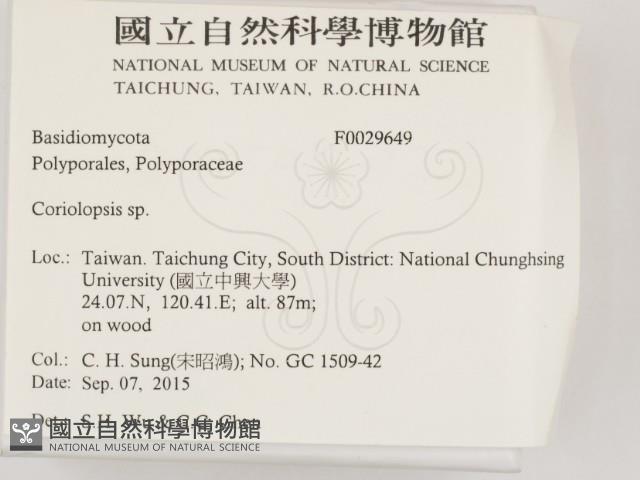 國立自然科學博物館
NATIONAL MUSEUM OF NATURAL SCIENCE
TAICHUNG, TAIWAN, R.O.CHINA
Basidiomycota F0029649
Polyporales, Polyporaceae
Coriolopsis sp.
Loc.: Taiwan. Taichung City, South District: National Chunghsing
University (國立中興大學)
24.07.N, 120.41.E; alt. 87m;
on wood
Col.: C. H. Sung(宋昭鴻); No. GC 1509-42
Date: Sep. 07, 2015
國立自然科學博物館
NATIONAL MUSEUM OF NATURAL SCIENCE